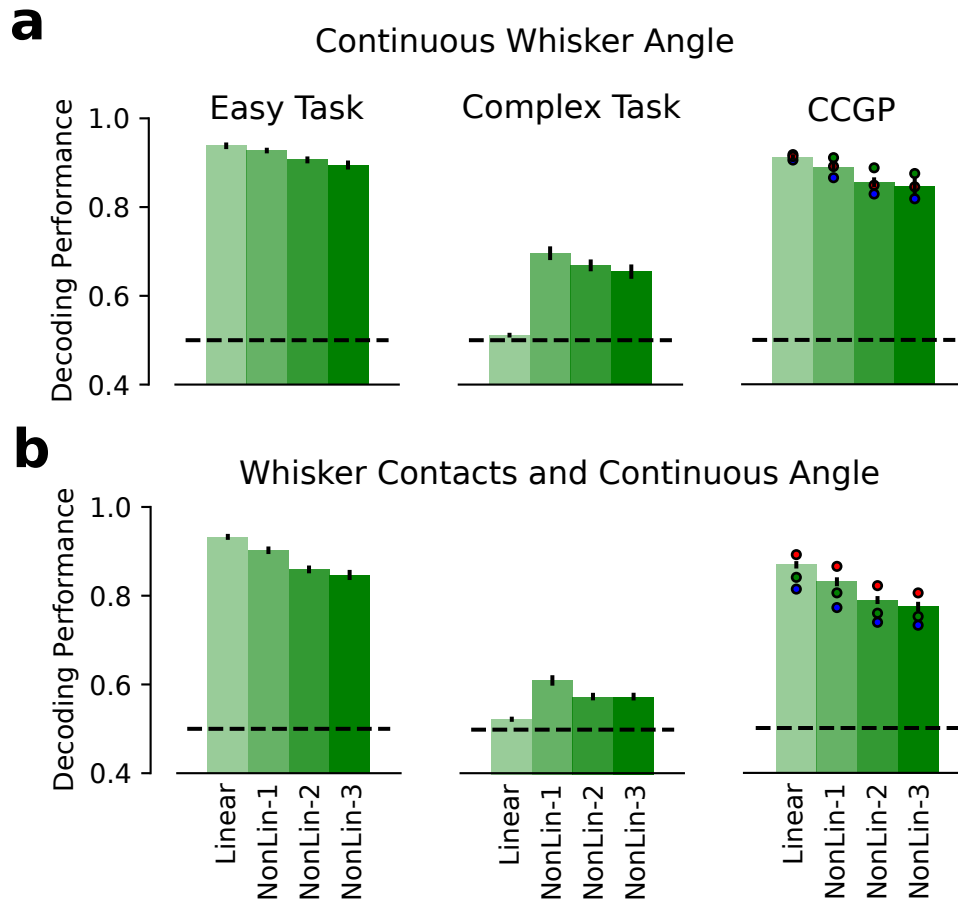 a
Continuous Whisker Angle
Easy Task
Complex Task
CCGP
Decoding Performance
1.0
0.8
0.6
0.4
b
Whisker Contacts and Continuous Angle
Decoding Performance
1.0
0.8
0.6
0.4
Linear
NonLin-1
NonLin-2
NonLin-3
Linear
NonLin-1
NonLin-2
NonLin-3
Linear
NonLin-1
NonLin-2
NonLin-3